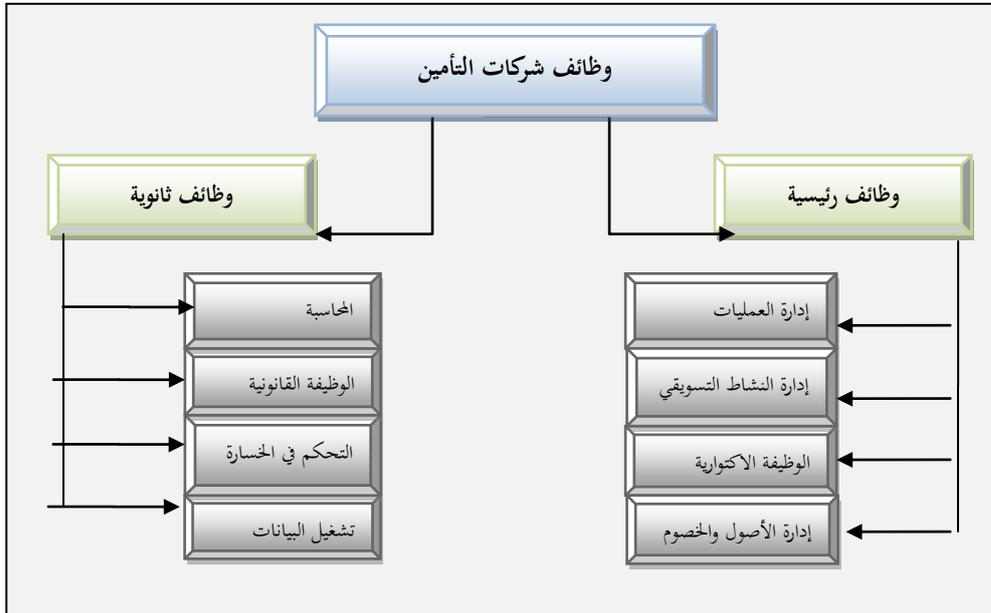 وظائف شركات التأمين
وظائف رئيسية
وظائف ثانوية
إدارة العمليات
إدارة النشاط التسويقي
الوظيفة الاكتوارية
إدارة الأصول والخصوم
المحاسبة
الوظيفة القانونية
التحكم في الخسارة
تشغيل البيانات